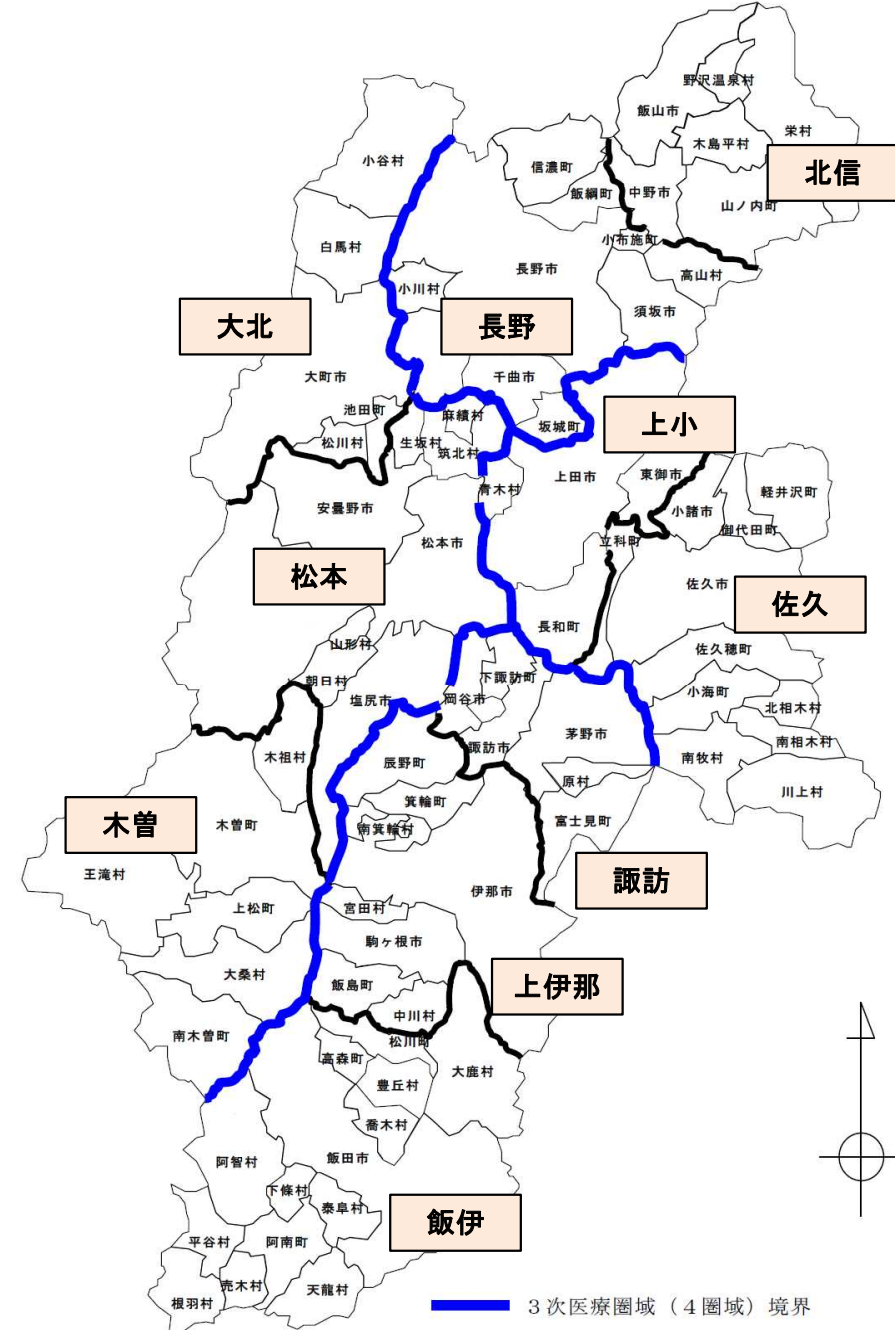 野沢温泉村
飯山市
栄村
木島平村
小谷村
信濃町
北信
飯綱町
中野市
山ノ内町
小布施町
白馬村
長野市
高山村
小川村
須坂市
大北
長野
大町市
千曲市
池田町
麻績村
坂城町
上小
松川村
生坂村
筑北村
上田市
東御市
青木村
軽井沢町
安曇野市
小諸市
御代田町
松本市
立科町
松本
佐久市
佐久
長和町
山形村
佐久穂町
下諏訪町
朝日村
小海町
塩尻市
岡谷市
北相木村
茅野市
諏訪市
南相木村
木祖村
辰野町
南牧村
原村
川上村
箕輪町
木曽
木曽町
南箕輪村
富士見町
王滝村
諏訪
伊那市
上松町
宮田村
駒ヶ根市
大桑村
飯島町
上伊那
中川村
南木曽町
松川町
高森町
大鹿村
豊丘村
喬木村
阿智村
飯田市
下條村
泰阜村
飯伊
平谷村
阿南町
売木村
天龍村
根羽村
3次医療圏域（4圏域）境界